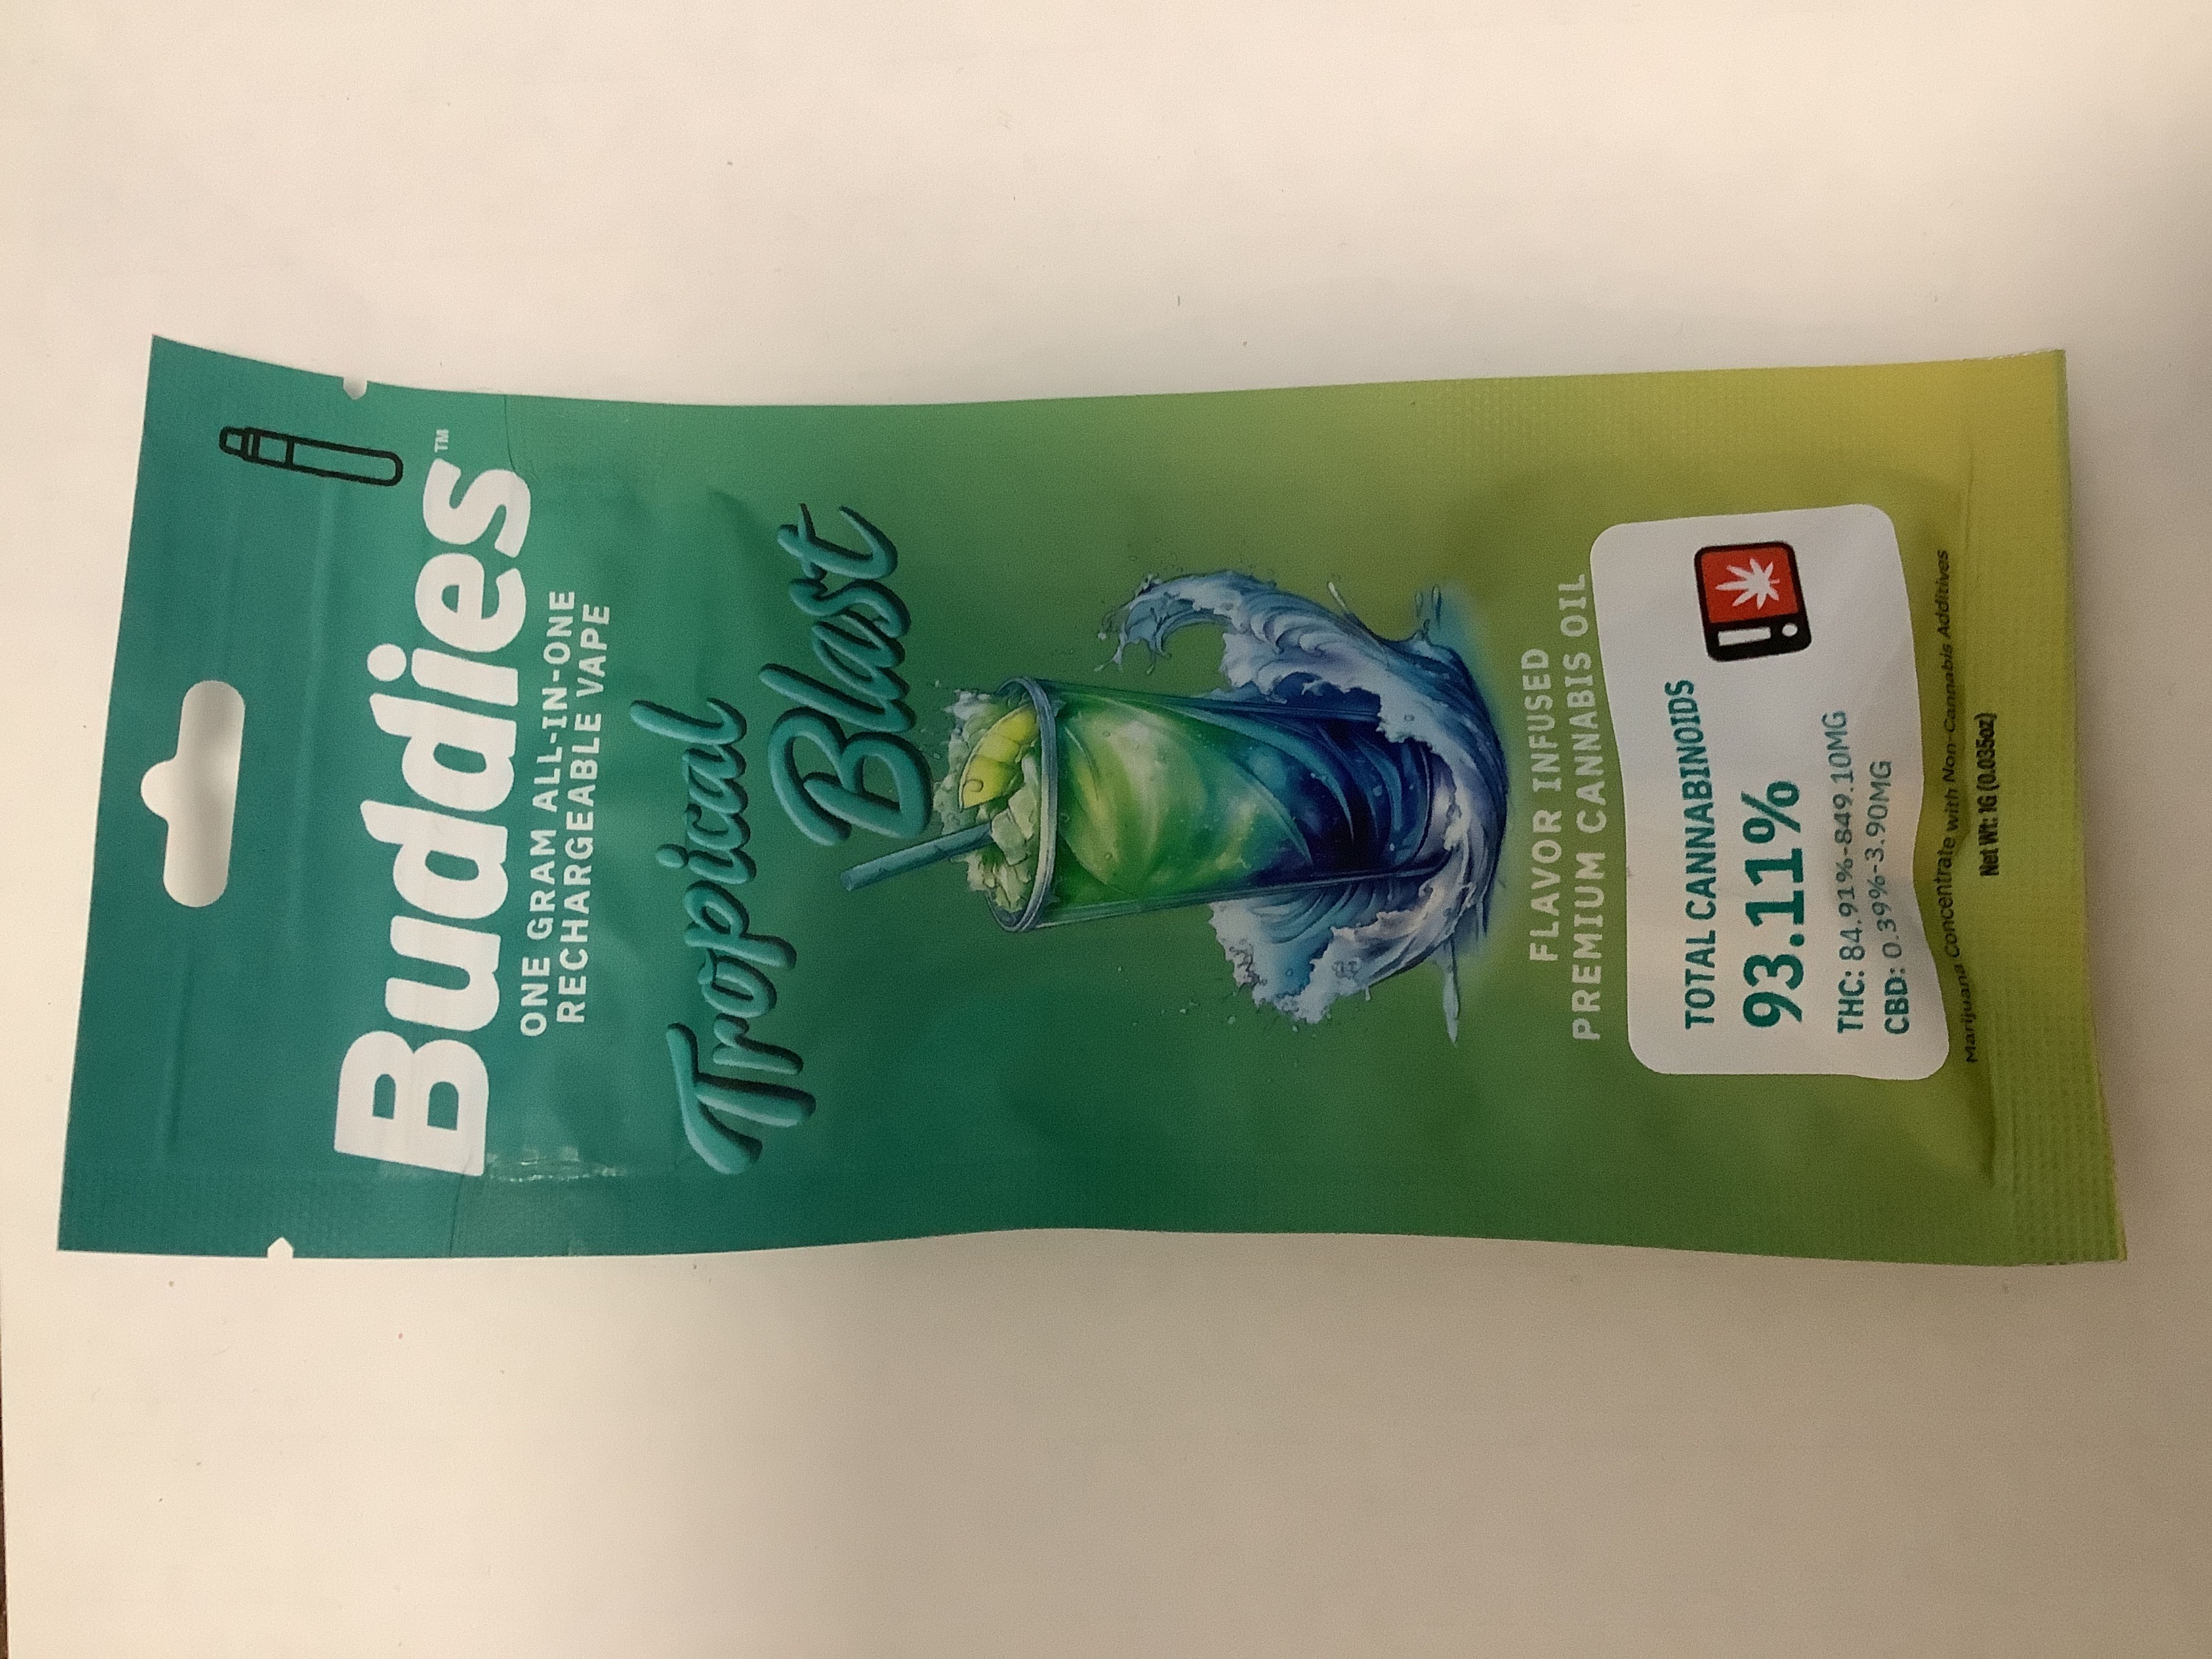 Buddies™
ONE GRAM ALL-IN-ONE
RECHARGEABLE VAPE
Tropical
Blast
FLAVOR INFUSED
PREMIUM CANNABIS OIL
TOTAL CANNABINOIDS
93.11%
THC: 84.91%-849.10MG
CBD: 0.39%-3.90MG
Marijuana Concentrate with Non-Cannabis Additives
Net Wt: 1G (0.035oz)